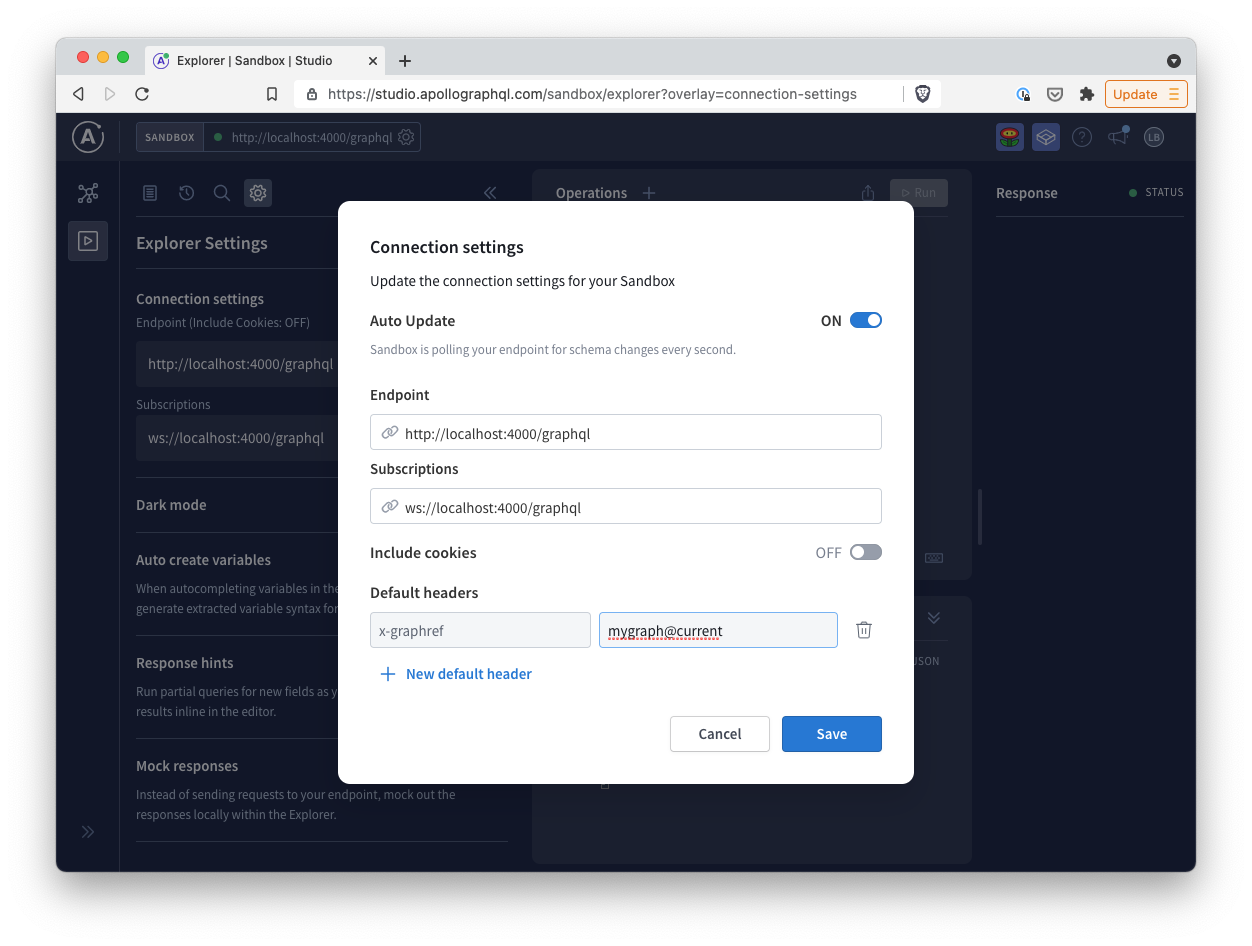 Explorer | Sandbox | Studio
https://studio.apollographql.com/sandbox/explorer?overlay=connection-settings
Update
A
SANDBOX
http://localhost:4000/graphql
LB
Operations
Run
Response
STATUS
Explorer Settings
Connection settings
Endpoint (Include Cookies: OFF)
http://localhost:4000/graphql
Subscriptions
ws://localhost:4000/graphql
Dark mode
Auto create variables
When autocompleting variables in the
generate extracted variable syntax for
Response hints
Run partial queries for new fields as y
results inline in the editor.
Mock responses
Instead of sending requests to your endpoint, mock out the
responses locally within the Explorer.
Connection settings
Update the connection settings for your Sandbox
Auto Update
ON
Sandbox is polling your endpoint for schema changes every second.
Endpoint
http://localhost:4000/graphql
Subscriptions
ws://localhost:4000/graphql
Include cookies
OFF
Default headers
x-graphref
mygraph@current
New default header
Cancel
Save
JSON